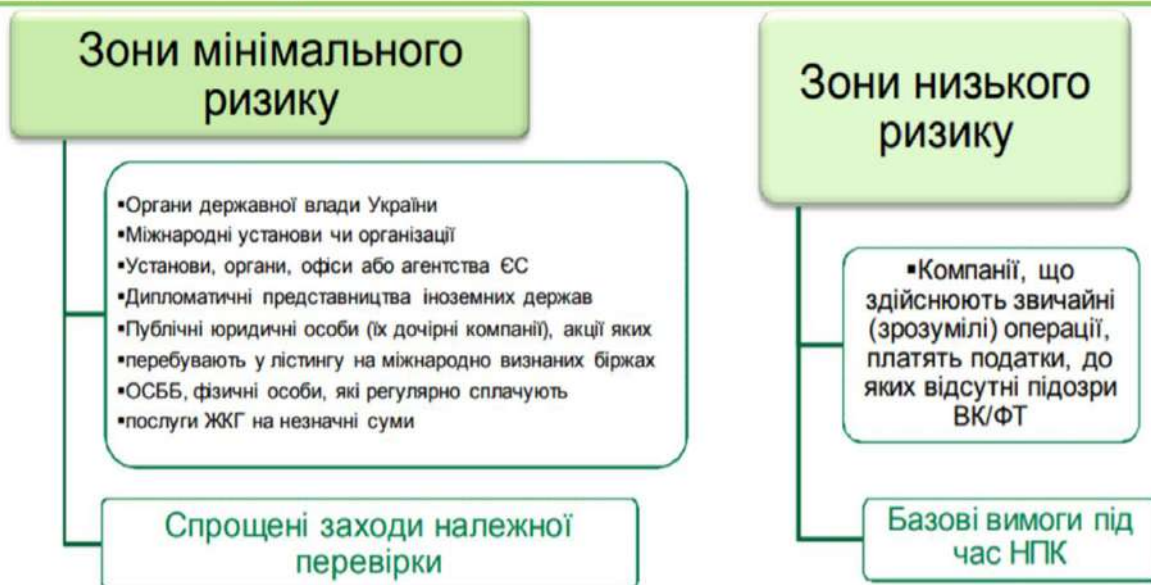 Зони мінімального
ризику
▪Органи державної влади України
▪Міжнародні установи чи організації
▪Установи, органи, офіси або агентства ЄС
▪Дипломатичні представництва іноземних держав
▪Публічні юридичні особи (їх дочірні компанії), акції яких
▪перебувають у лістингу на міжнародно визнаних біржах
▪ОСББ, фізичні особи, які регулярно сплачують
▪послуги ЖКГ на незначні суми
Спрощені заходи належної
перевірки
Зони низького
ризику
▪Компанії, що
здійснюють звичайні
(зрозумілі) операції,
платять податки, до
яких відсутні підозри
ВК/ФТ
Базові вимоги під
час НПК